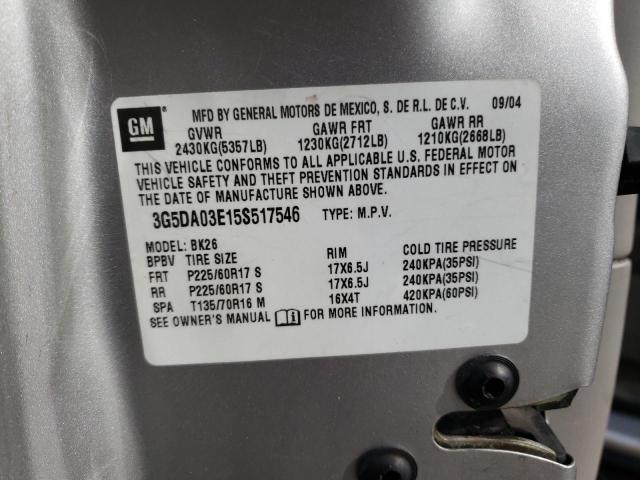 GM
MFD BY GENERAL MOTORS DE MEXICO, S. DE R.L. DE C.V. 09/04
GVWR GAWR FRT GAWR RR
2430KG(5357LB) 1230KG(2712LB) 1210KG(2668LB)
THIS VEHICLE CONFORMS TO ALL APPLICABLE U.S. FEDERAL MOTOR
VEHICLE SAFETY AND THEFT PREVENTION STANDARDS IN EFFECT ON
THE DATE OF MANUFACTURE SHOWN ABOVE.
3G5DA03E15S517546 TYPE: M.P.V.
MODEL: BK26
BPBV TIRE SIZE RIM COLD TIRE PRESSURE
FRT P225/60R17 S 17X6.5J 240KPA(35PSI)
RR P225/60R17 S 17X6.5J 240KPA(35PSI)
SPA T135/70R16 M 16X4T 420KPA(60PSI)
SEE OWNER'S MANUAL FOR MORE INFORMATION.